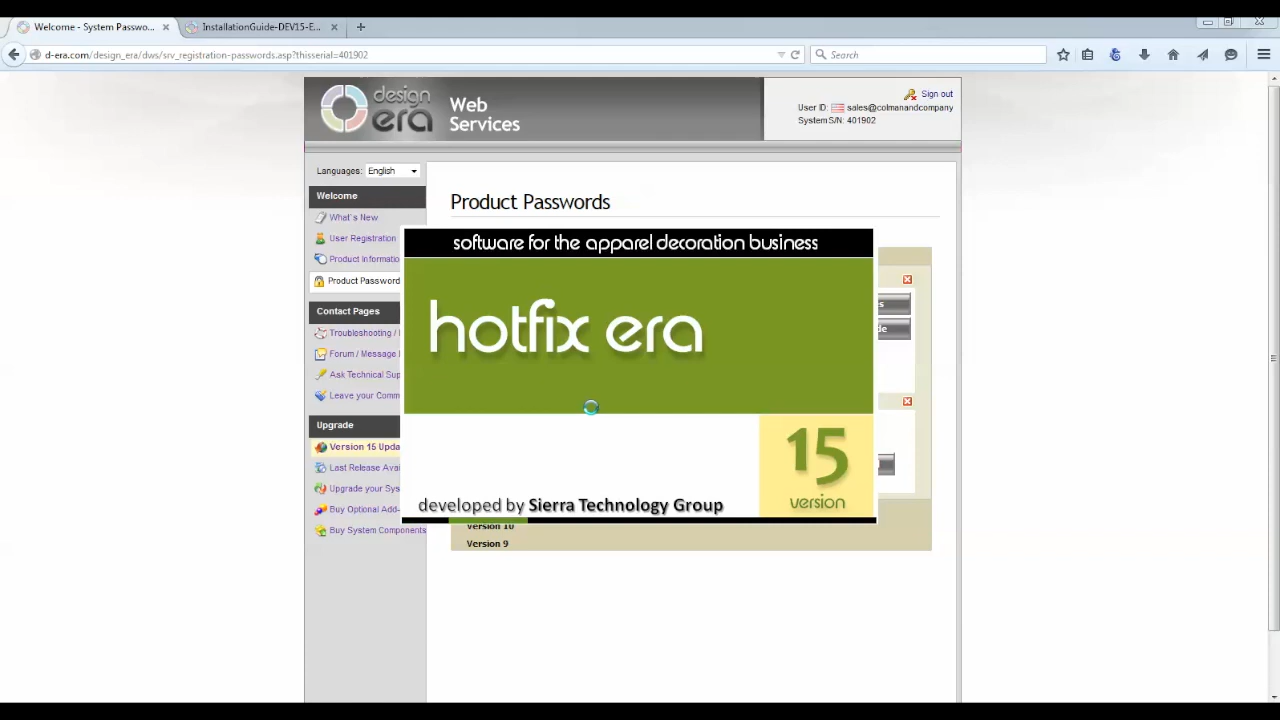 Welcome - System Passwo...
InstallationGuide-DEV15-E...
d-era.com/design_era/dws/srv_registration-passwords.asp?thisserial=401902
Search
design era
Web Services
Sign out
User ID: sales@colmanandcompany
System S/N: 401902
Languages: English
Welcome
What's New
User Registration
Product Informatio
Product Password
Contact Pages
Troubleshooting /
Forum / Message
Ask Technical Sup
Leave your Comm
Upgrade
Version 15 Upda
Last Release Avai
Upgrade your Sys
Buy Optional Add-
Buy System Components
Product Passwords
software for the apparel decoration business
hotfix era
15
version
developed by Sierra Technology Group
Version 10
Version 9